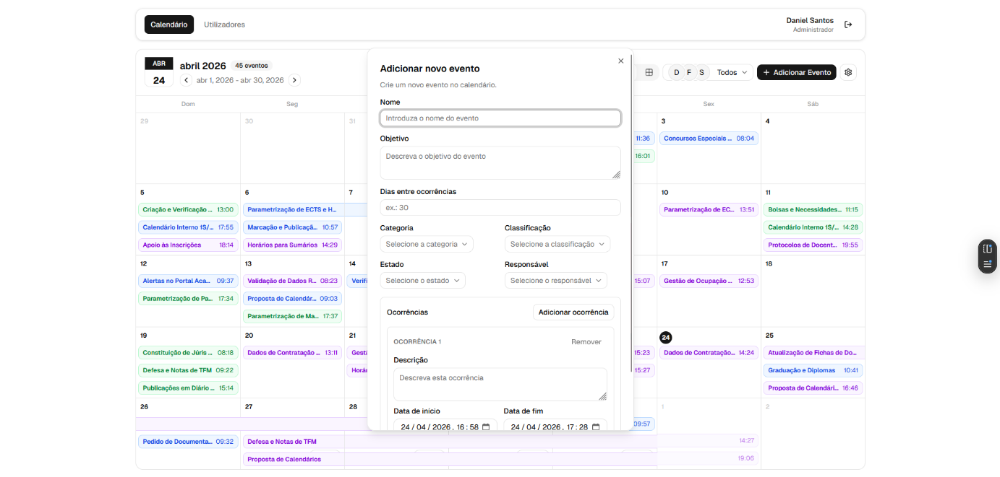 Calendário Utilizadores
Daniel Santos
Administrador
ABR
24
abril 2026 45 eventos
abr 1, 2026 - abr 30, 2026
D F S Todos
+ Adicionar Evento
Dom Seg Sex Sáb
29 30 31 3 4
11:36
16:01
Concursos Especiais ... 08:04
5 6 7 10 11
Criação e Verificação ... 13:00
Calendário Interno 1S/... 17:55
Apoio às Inscrições 18:14
Parametrização de ECTS e H...
Marcação e Publicaçã... 10:57
Horários para Sumários 14:29
Parametrização de EC... 13:51
Bolsas e Necessidades... 11:15
Calendário Interno 1S/... 14:28
Protocolos de Docent... 19:55
12 13 14 17 18
Alertas no Portal Aca... 09:37
Parametrização de Pa... 17:34
Validação de Dados R... 08:23
Proposta de Calendár... 09:03
Parametrização de Ma... 17:37
Verifi
15:07
Gestão de Ocupação ... 12:53
19 20 21 24 25
Constituição de Júris ... 08:18
Defesa e Notas de TFM 09:22
Publicações em Diário ... 15:14
Dados de Contratação ... 13:11
Gestã
Horár
15:23
15:27
Dados de Contratação... 14:24
Atualização de Fichas de Do...
Graduação e Diplomas 10:41
Proposta de Calendári... 16:46
26 27 28 1 2
09:57
Pedido de Documenta... 09:32
Defesa e Notas de TFM 14:27
Proposta de Calendários 19:06
Adicionar novo evento
Crie um novo evento no calendário.
Nome
Introduza o nome do evento
Objetivo
Descreva o objetivo do evento
Dias entre ocorrências
ex.: 30
Categoria Classificação
Selecione a categoria Selecione a classificação
Estado Responsável
Selecione o estado Selecione o responsável
Ocorrências Adicionar ocorrência
OCORRÊNCIA 1 Remover
Descrição
Descreva esta ocorrência
Data de início Data de fim
24 / 04 / 2026 , 16 : 58 24 / 04 / 2026 , 17 : 28